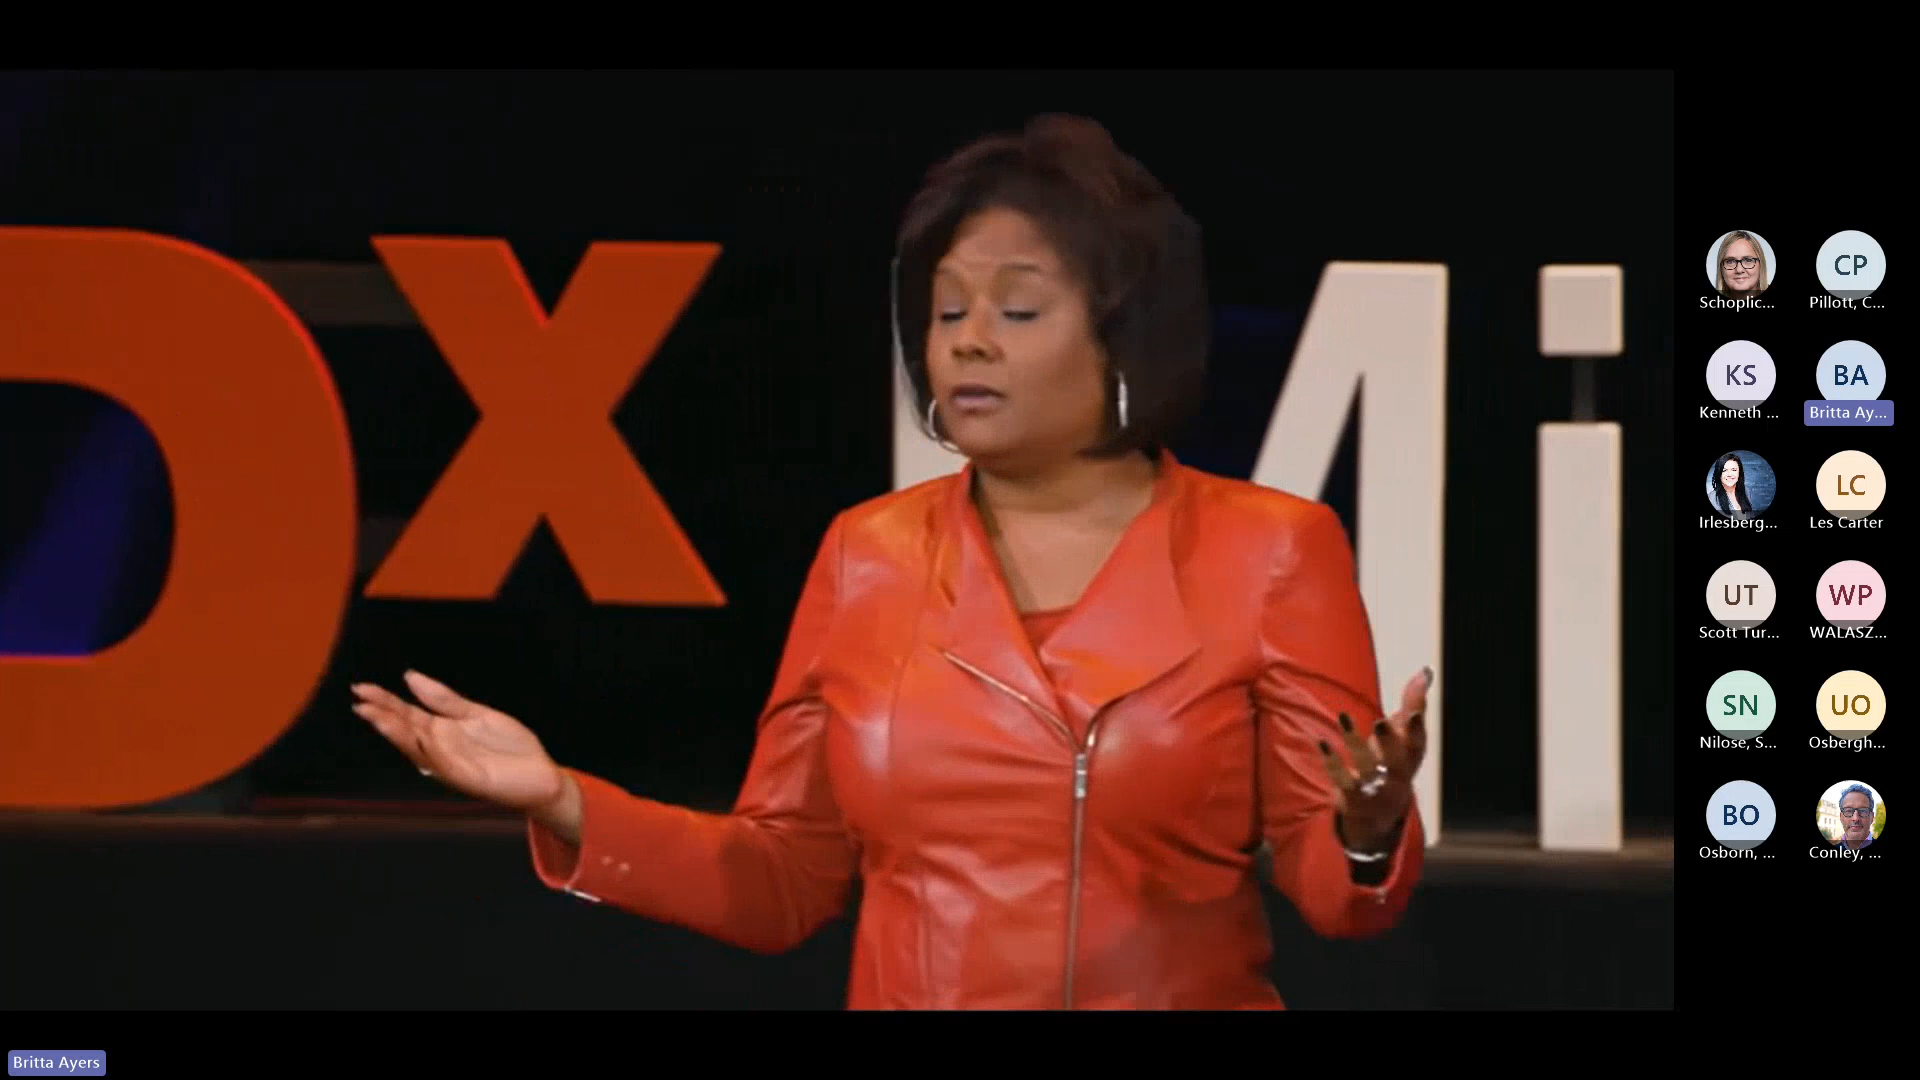 Dx Mi
Schoplic...
CP
Pillott, C...
KS
Kenneth ...
BA
Britta Ay...
Irlesberg...
LC
Les Carter
UT
Scott Tur...
WP
WALASZ...
SN
Nilose, S...
UO
Osbergh...
BO
Osborn, ...
Conley, ...
Britta Ayers